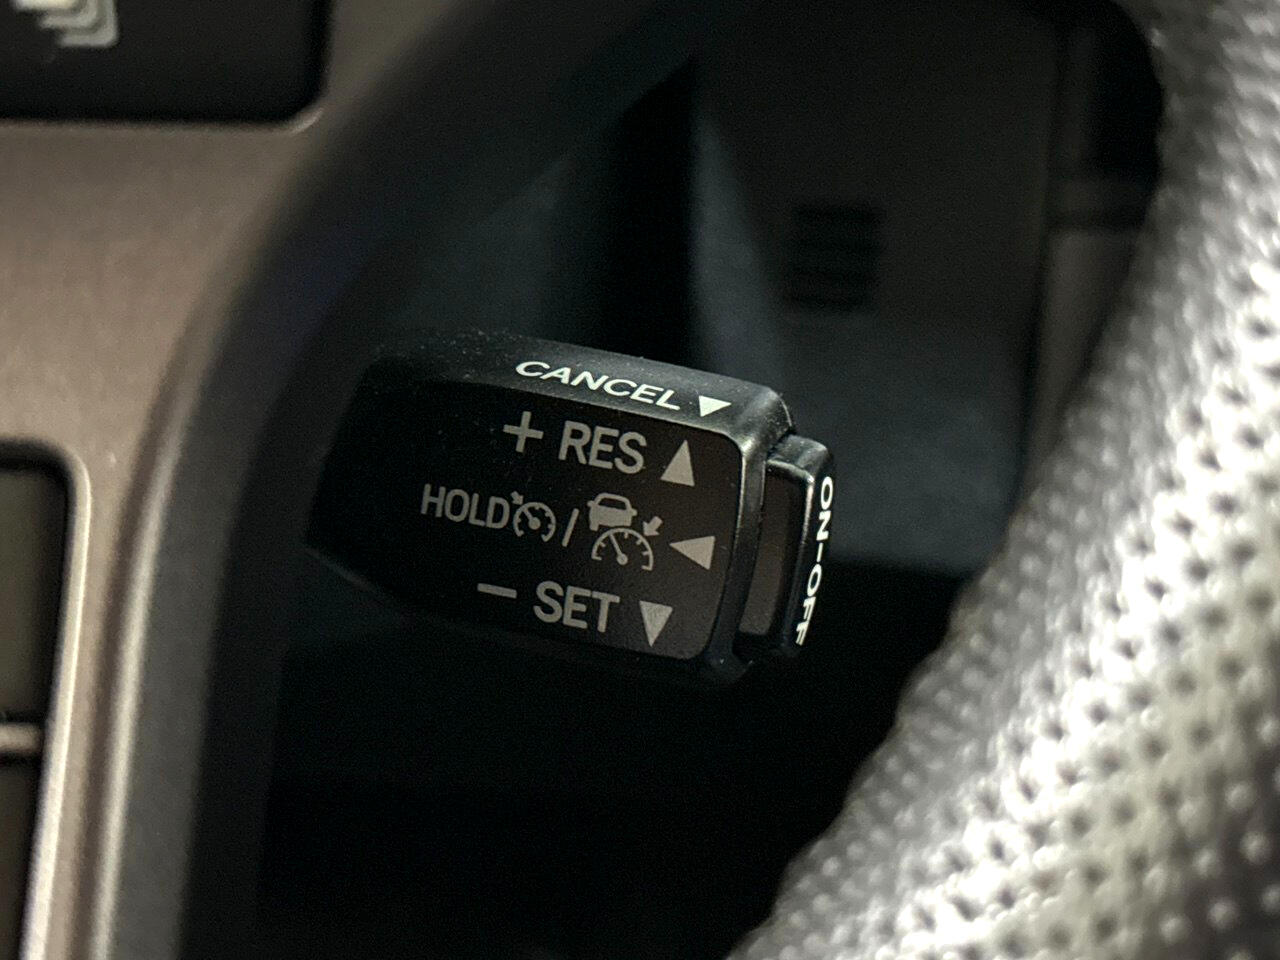 CANCEL ▼
+ RES ▲
HOLD / ◀
− SET ▼
ON-OFF